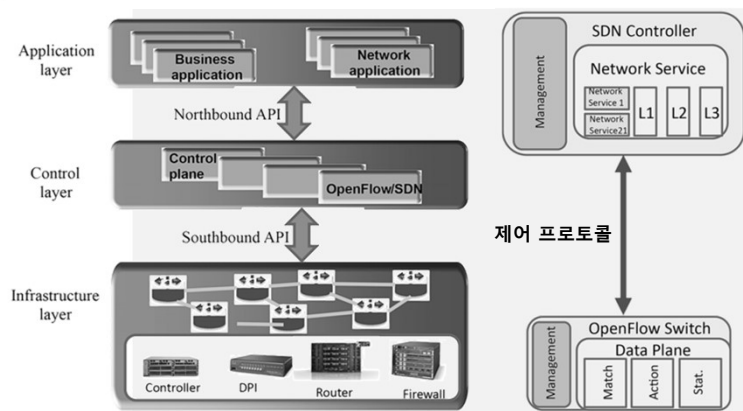 Application
layer
Business
application
Network
application
Northbound API
Control
layer
Control
plane
OpenFlow/SDN
Southbound API
Infrastructure
layer
Controller
DPI
Router
Firewall
SDN Controller
Management
Network Service
Network
Service 1
Network
Service21
L1
L2
L3
제어 프로토콜
OpenFlow Switch
Management
Data Plane
Match
Action
Stat.